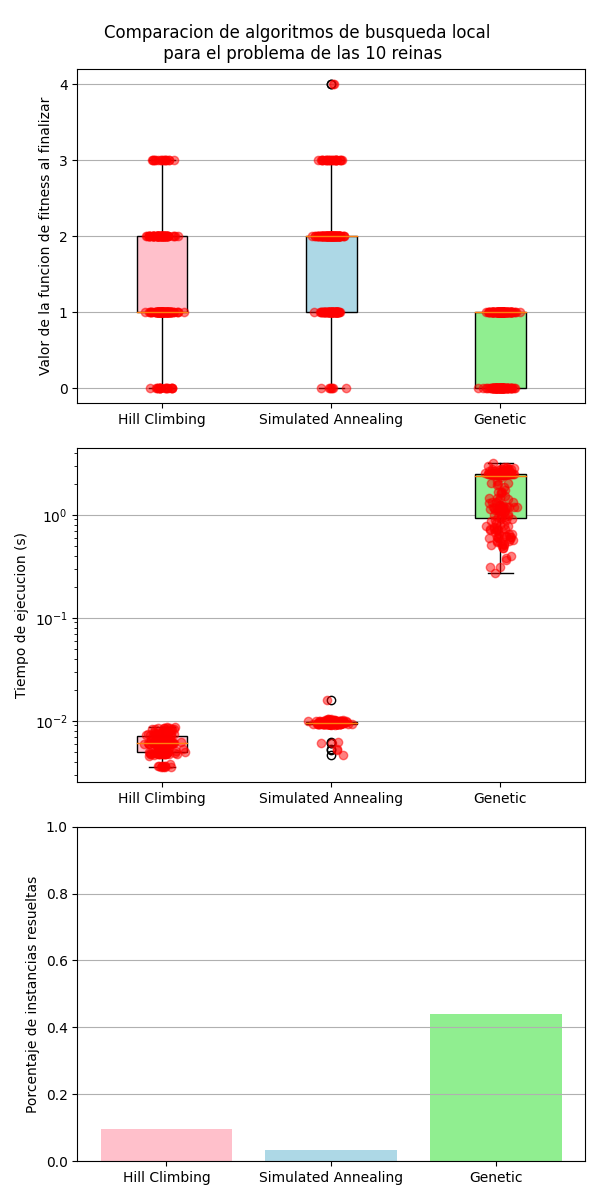 Comparacion de algoritmos de busqueda local
para el problema de las 10 reinas
Valor de la funcion de fitness al finalizar
4
3
2
1
0
Hill Climbing
Simulated Annealing
Genetic
Tiempo de ejecucion (s)
10⁰
10⁻¹
10⁻²
Hill Climbing
Simulated Annealing
Genetic
Porcentaje de instancias resueltas
1.0
0.8
0.6
0.4
0.2
0.0
Hill Climbing
Simulated Annealing
Genetic